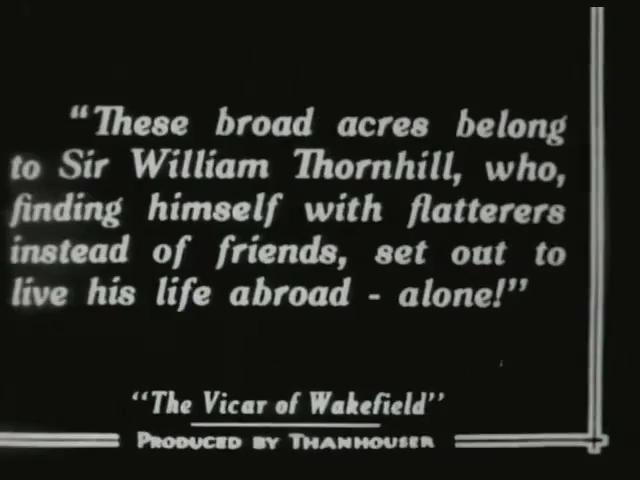 “These broad acres belong
to Sir William Thornhill, who,
finding himself with flatterers
instead of friends, set out to
live his life abroad - alone!”
“The Vicar of Wakefield”
PRODUCED BY THANHOUSER